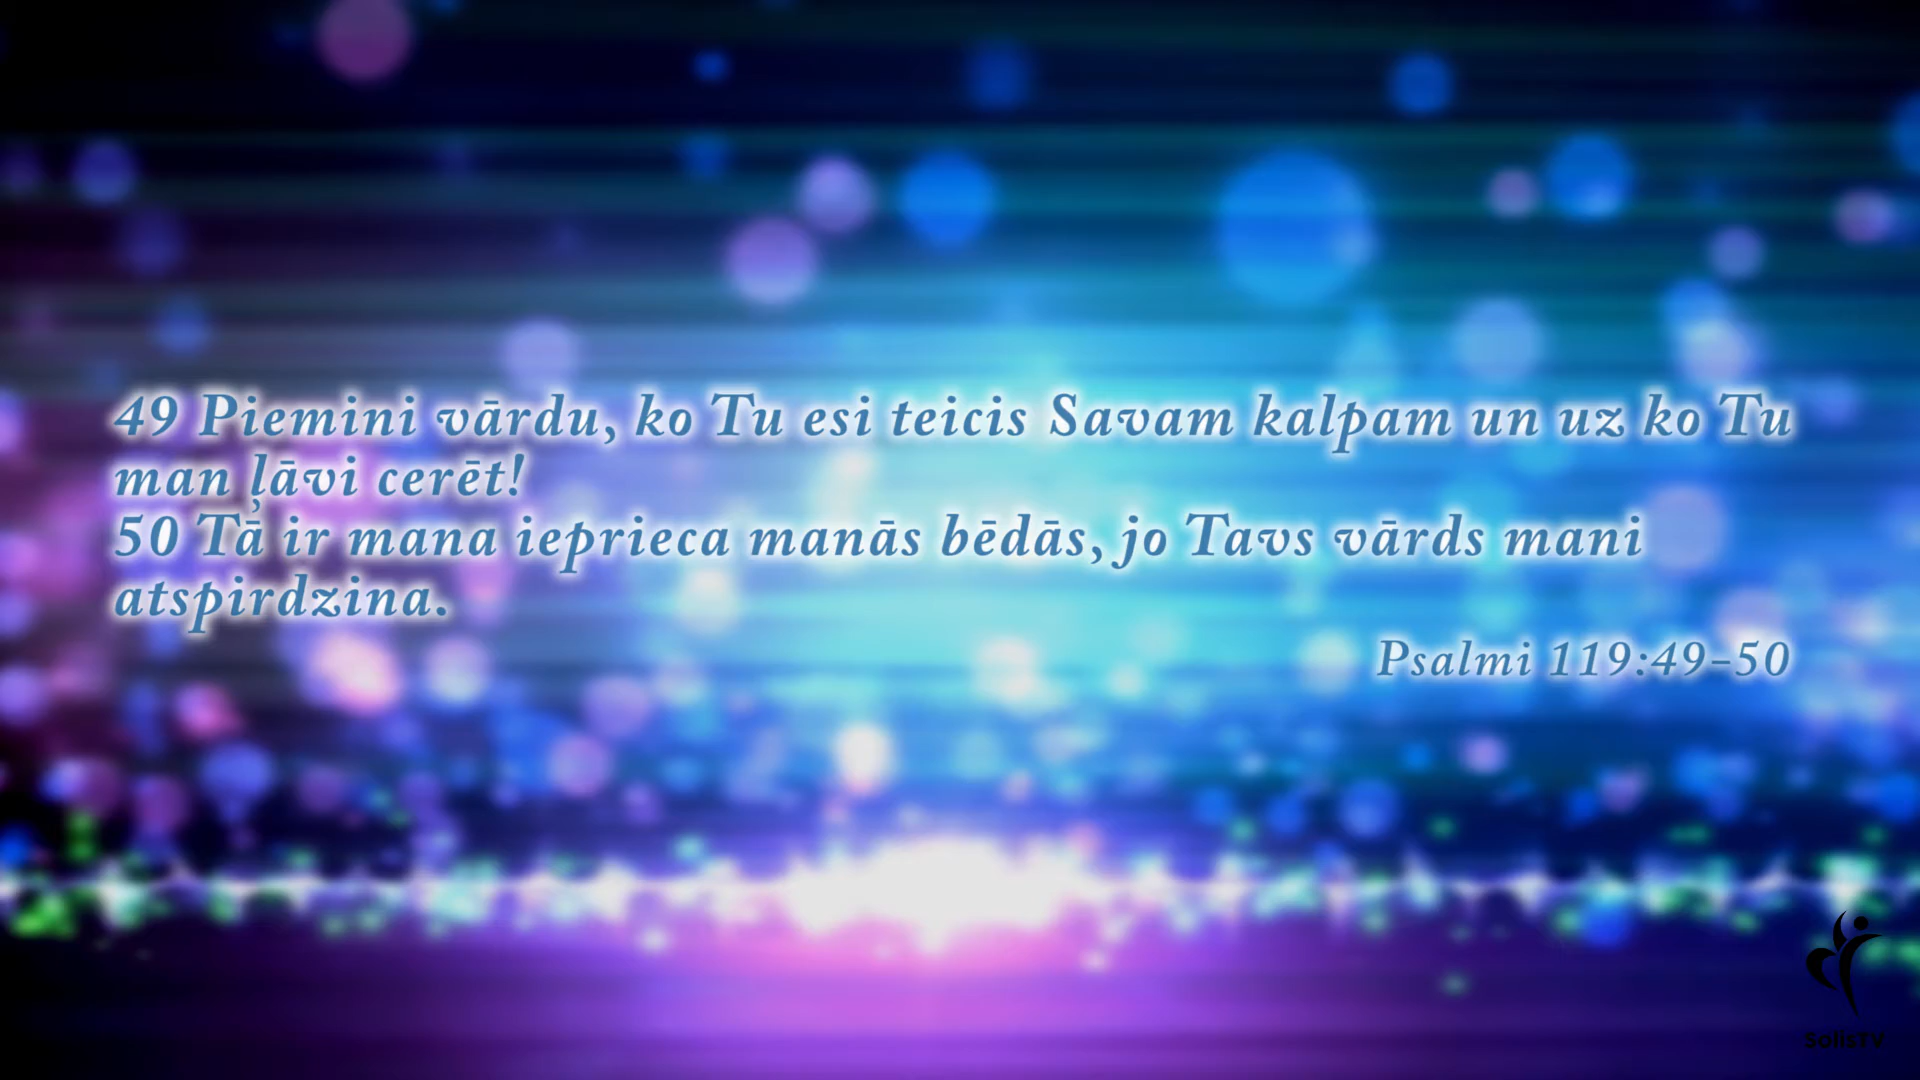 49 Piemini vārdu, ko Tu esi teicis Savam kalpam un uz ko Tu
man ļāvi cerēt!
50 Tā ir mana ieprieca manās bēdās, jo Tavs vārds mani
atspirdzina.
Psalmi 119:49–50
SolisTV